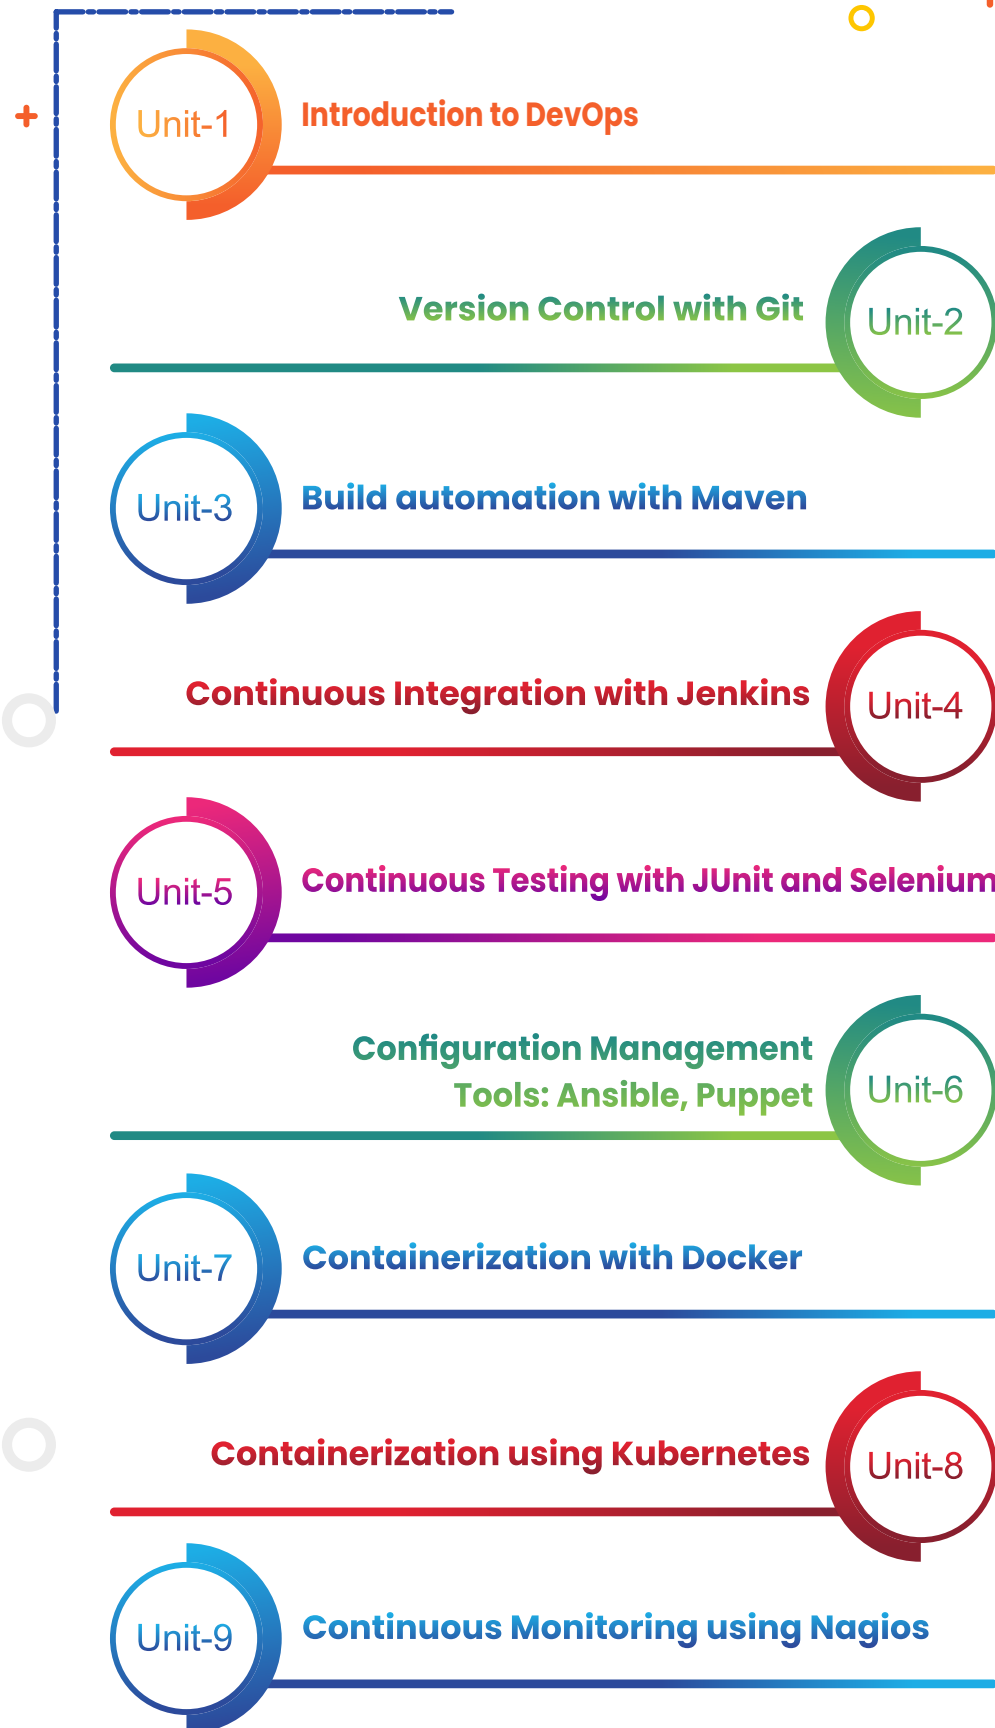 Unit-1
Introduction to DevOps
Version Control with Git
Unit-2
Unit-3
Build automation with Maven
Continuous Integration with Jenkins
Unit-4
Unit-5
Continuous Testing with JUnit and Selenium
Configuration Management
Tools: Ansible, Puppet
Unit-6
Unit-7
Containerization with Docker
Containerization using Kubernetes
Unit-8
Unit-9
Continuous Monitoring using Nagios